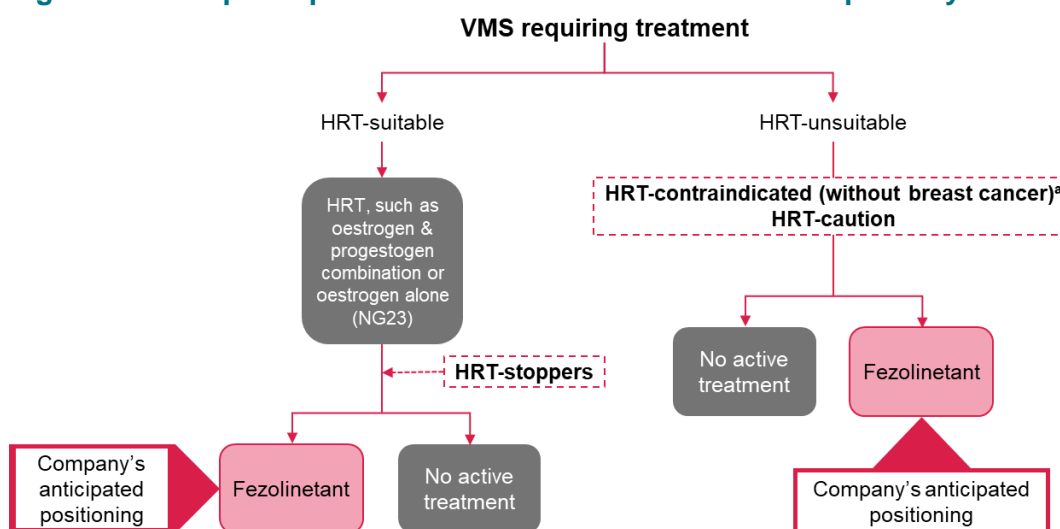 VMS requiring treatment
HRT-suitable
HRT-unsuitable
HRT, such as
oestrogen &
progestogen
combination or
oestrogen alone
(NG23)
HRT-contraindicated (without breast cancer)ª
HRT-caution
HRT-stoppers
No active
treatment
Fezolinetant
Company's
anticipated
positioning
Fezolinetant
No active
treatment
Company's anticipated
positioning